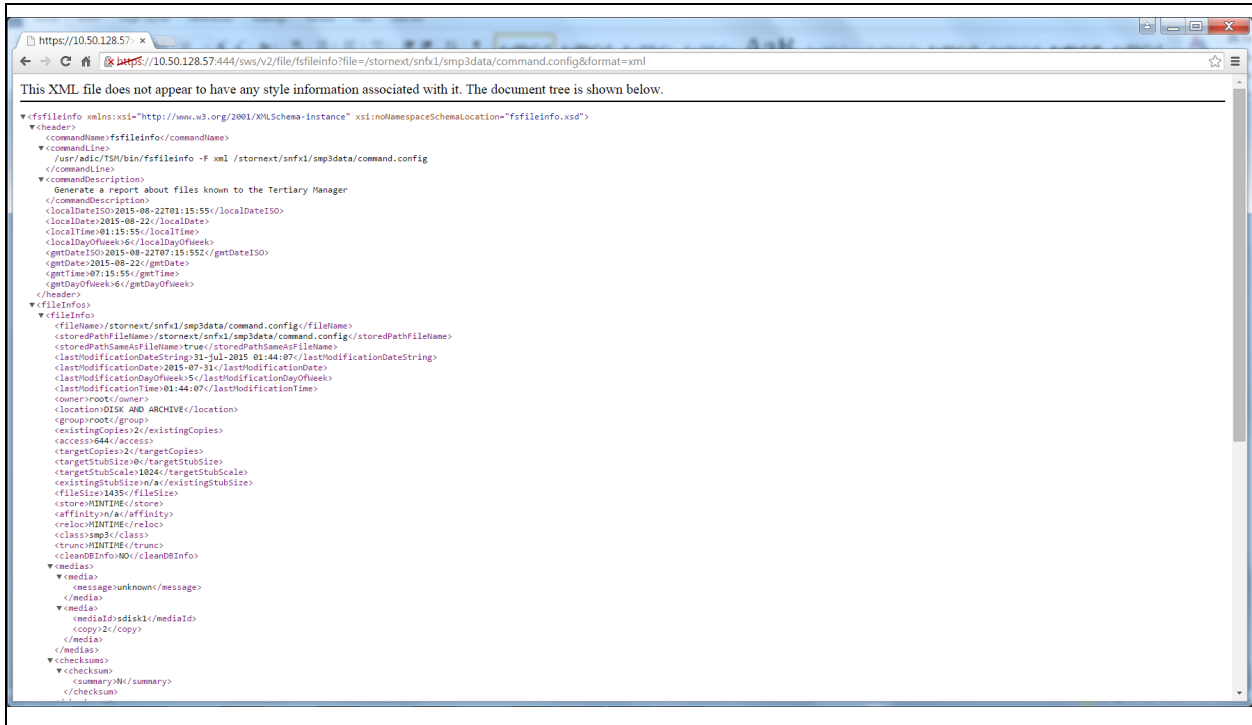 https://10.50.128.57:
https://10.50.128.57:444/sws/v2/file/fsfileinfo?file=/stornext/snfx1/smp3data/command.config&format=xml
This XML file does not appear to have any style information associated with it. The document tree is shown below.
▼<fsfileinfo xmlns:xsi="http://www.w3.org/2001/XMLSchema-instance" xsi:noNamespaceSchemaLocation="fsfileinfo.xsd">
▼<header>
<commandName>fsfileinfo</commandName>
▼<commandLine>
/usr/adic/TSM/bin/fsfileinfo -F xml /stornext/snfx1/smp3data/command.config
</commandLine>
▼<commandDescription>
Generate a report about files known to the Tertiary Manager
</commandDescription>
<localDateISO>2015-08-22T01:15:55</localDateISO>
<localDate>2015-08-22</localDate>
<localTime>01:15:55</localTime>
<localDayOfWeek>6</localDayOfWeek>
<gmtDateISO>2015-08-22T07:15:55Z</gmtDateISO>
<gmtDate>2015-08-22</gmtDate>
<gmtTime>07:15:55</gmtTime>
<gmtDayOfWeek>6</gmtDayOfWeek>
</header>
▼<fileInfos>
▼<fileInfo>
<fileName>/stornext/snfx1/smp3data/command.config</fileName>
<storedPathFileName>/stornext/snfx1/smp3data/command.config</storedPathFileName>
<storedPathSameAsFileName>true</storedPathSameAsFileName>
<lastModificationDateString>31-jul-2015 01:44:07</lastModificationDateString>
<lastModificationDate>2015-07-31</lastModificationDate>
<lastModificationDayOfWeek>5</lastModificationDayOfWeek>
<lastModificationTime>01:44:07</lastModificationTime>
<owner>root</owner>
<location>DISK AND ARCHIVE</location>
<group>root</group>
<existingCopies>2</existingCopies>
<access>644</access>
<targetCopies>2</targetCopies>
<targetStubSize>0</targetStubSize>
<targetStubScale>1024</targetStubScale>
<existingStubSize>n/a</existingStubSize>
<fileSize>1435</fileSize>
<store>MINTIME</store>
<affinity>n/a</affinity>
<reloc>MINTIME</reloc>
<class>smp3</class>
<trunc>MINTIME</trunc>
<cleanDBInfo>NO</cleanDBInfo>
▼<medias>
▼<media>
<message>unknown</message>
</media>
▼<media>
<mediaId>sdisk1</mediaId>
<copy>2</copy>
</media>
</medias>
▼<checksums>
▼<checksum>
<summary>N</summary>
</checksum>